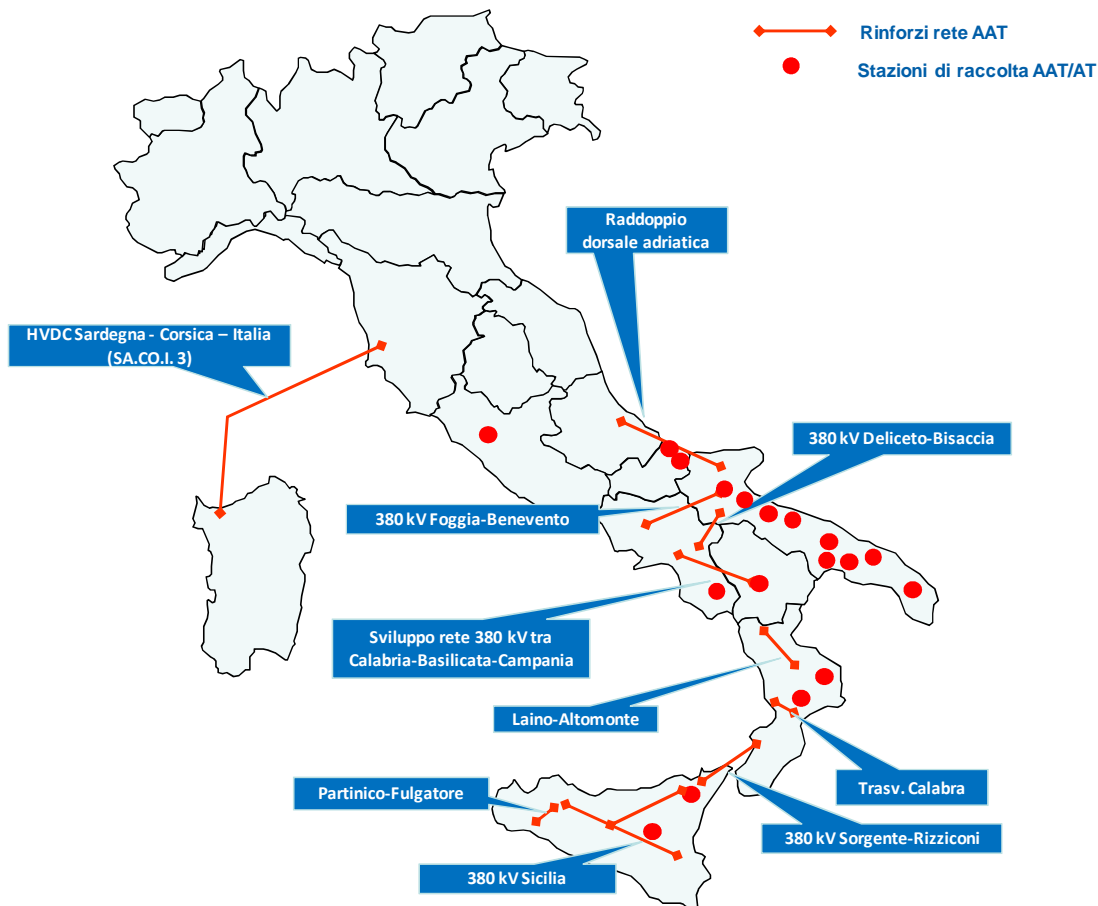 Rinforzi rete AAT
Stazioni di raccolta AAT/AT
Raddoppio
dorsale adriatica
HVDC Sardegna - Corsica – Italia
(SA.CO.I. 3)
380 kV Deliceto-Bisaccia
380 kV Foggia-Benevento
Sviluppo rete 380 kV tra
Calabria-Basilicata-Campania
Laino-Altomonte
Trasv. Calabra
Partinico-Fulgatore
380 kV Sorgente-Rizziconi
380 kV Sicilia